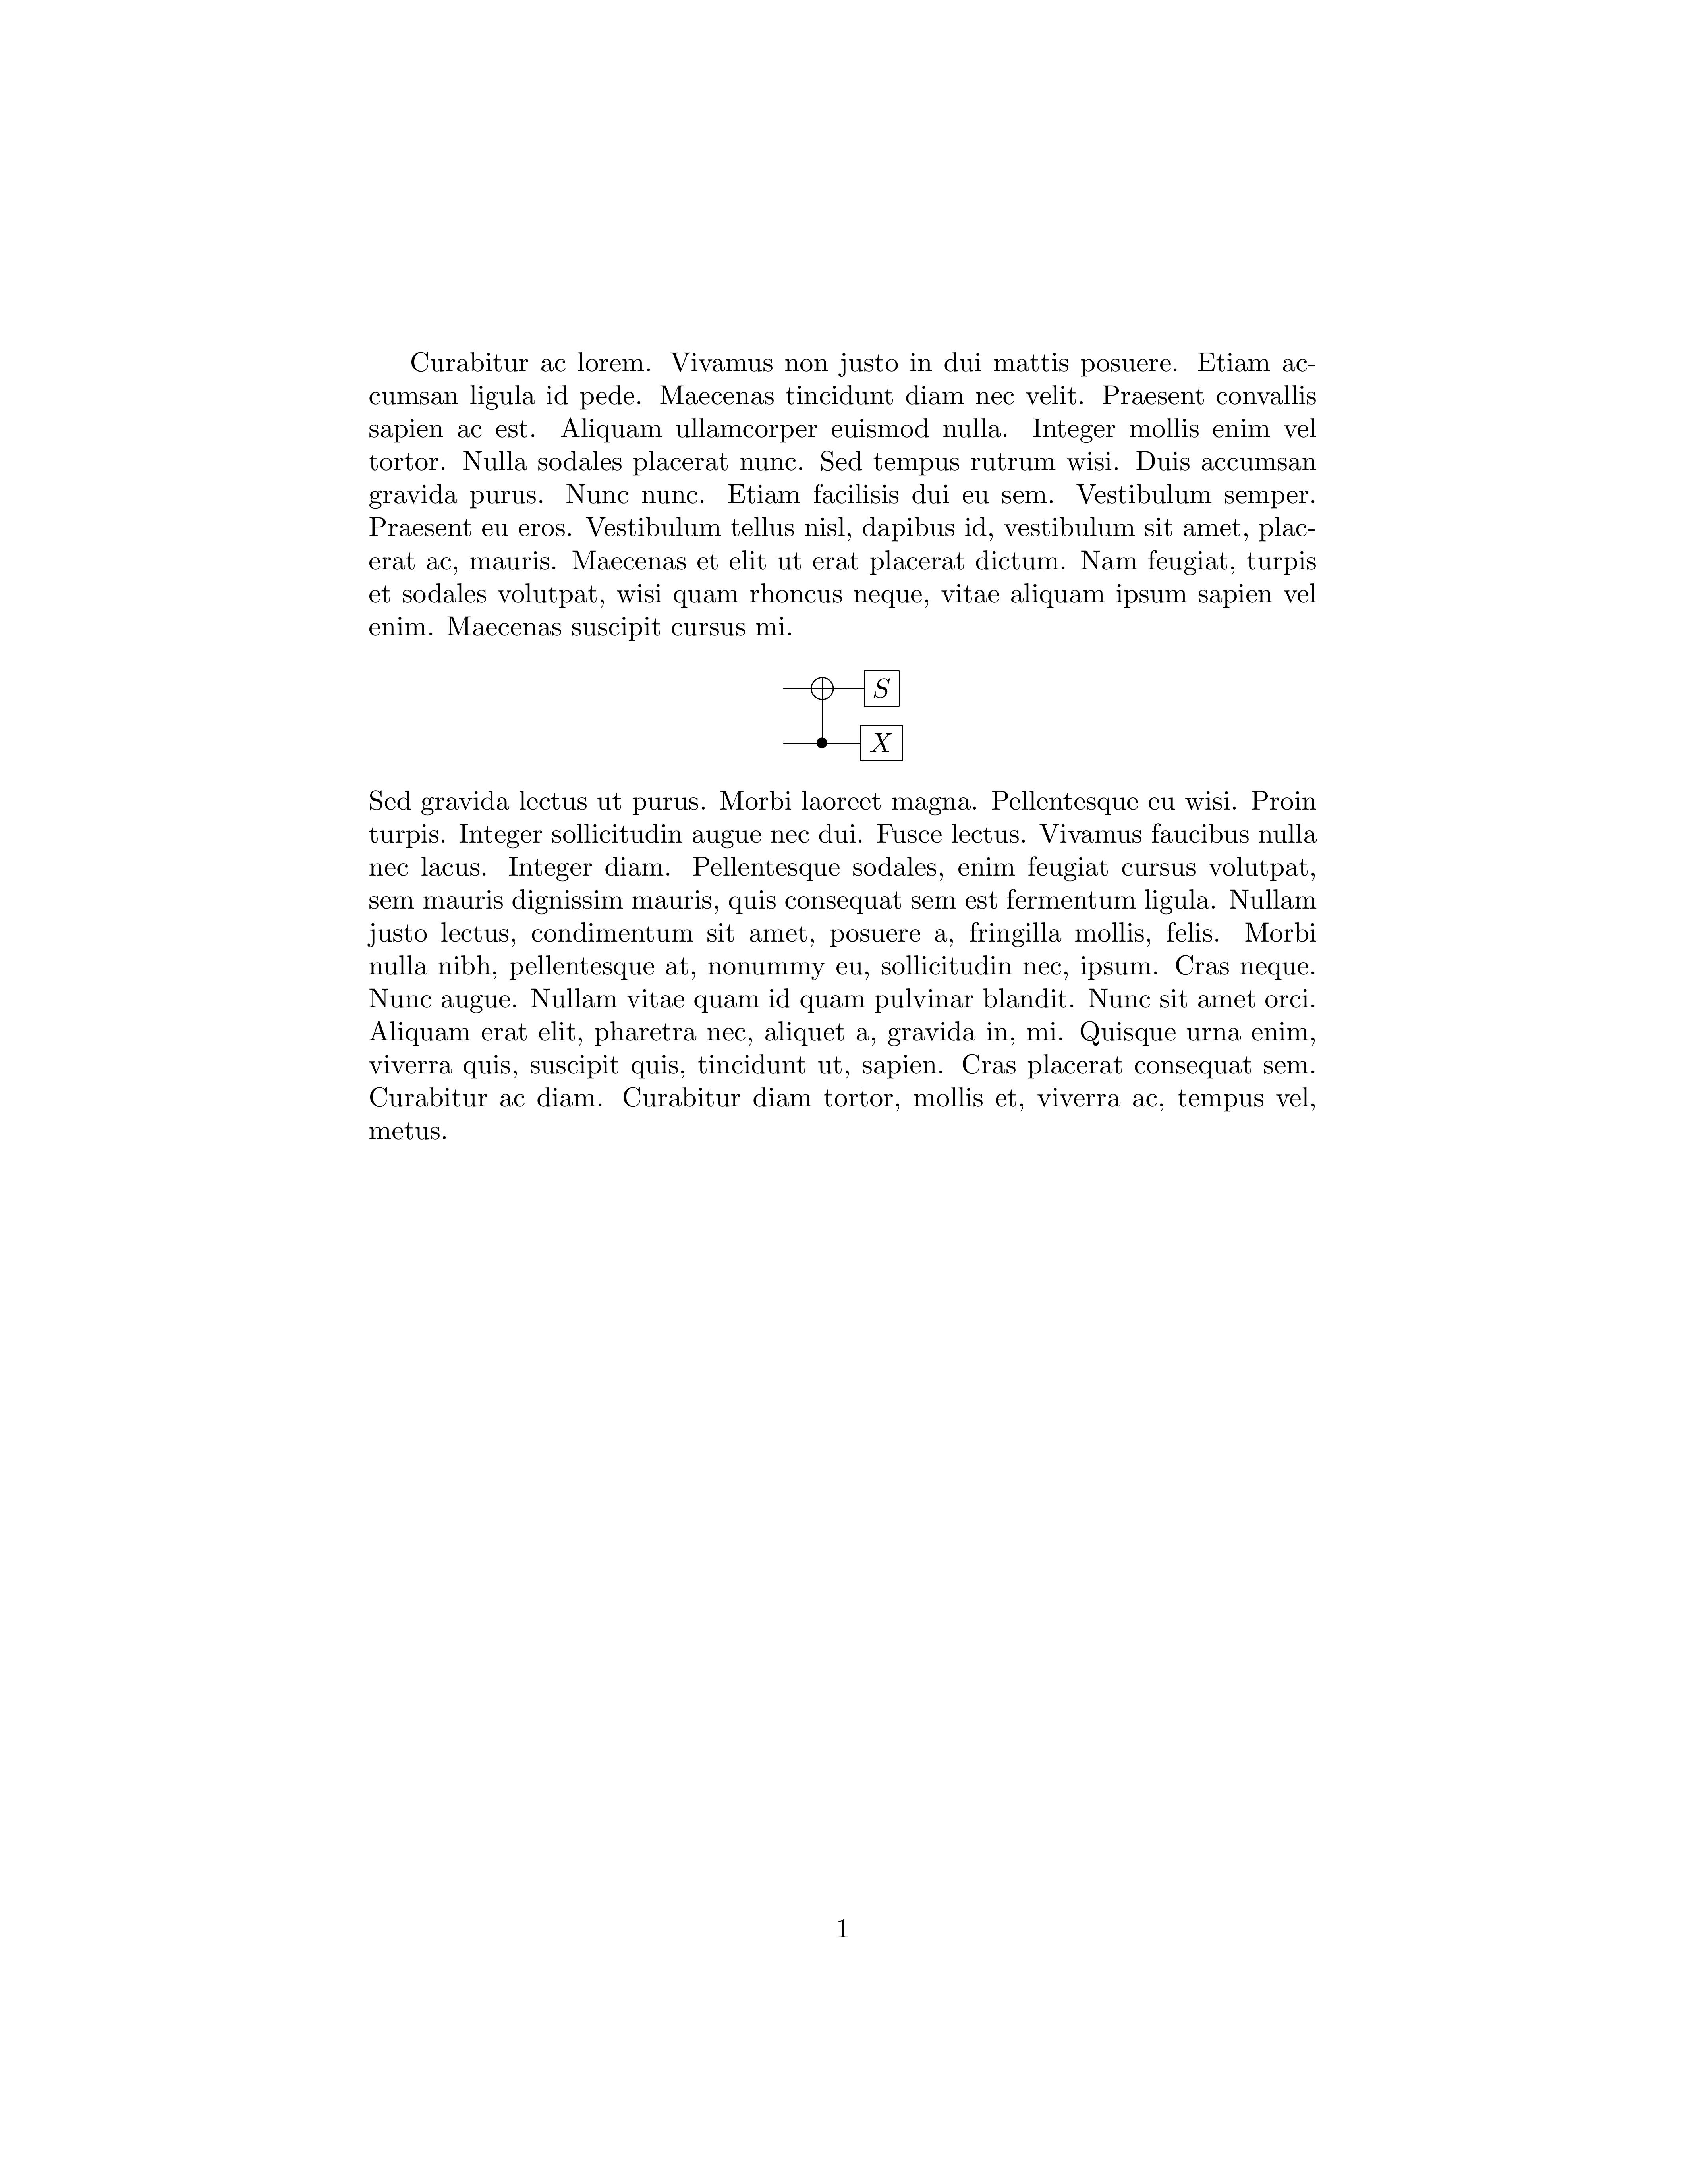 Curabitur ac lorem. Vivamus non justo in dui mattis posuere. Etiam ac-
cumsan ligula id pede. Maecenas tincidunt diam nec velit. Praesent convallis
sapien ac est. Aliquam ullamcorper euismod nulla. Integer mollis enim vel
tortor. Nulla sodales placerat nunc. Sed tempus rutrum wisi. Duis accumsan
gravida purus. Nunc nunc. Etiam facilisis dui eu sem. Vestibulum semper.
Praesent eu eros. Vestibulum tellus nisl, dapibus id, vestibulum sit amet, plac-
erat ac, mauris. Maecenas et elit ut erat placerat dictum. Nam feugiat, turpis
et sodales volutpat, wisi quam rhoncus neque, vitae aliquam ipsum sapien vel
enim. Maecenas suscipit cursus mi.
S
X
Sed gravida lectus ut purus. Morbi laoreet magna. Pellentesque eu wisi. Proin
turpis. Integer sollicitudin augue nec dui. Fusce lectus. Vivamus faucibus nulla
nec lacus. Integer diam. Pellentesque sodales, enim feugiat cursus volutpat,
sem mauris dignissim mauris, quis consequat sem est fermentum ligula. Nullam
justo lectus, condimentum sit amet, posuere a, fringilla mollis, felis. Morbi
nulla nibh, pellentesque at, nonummy eu, sollicitudin nec, ipsum. Cras neque.
Nunc augue. Nullam vitae quam id quam pulvinar blandit. Nunc sit amet orci.
Aliquam erat elit, pharetra nec, aliquet a, gravida in, mi. Quisque urna enim,
viverra quis, suscipit quis, tincidunt ut, sapien. Cras placerat consequat sem.
Curabitur ac diam. Curabitur diam tortor, mollis et, viverra ac, tempus vel,
metus.
1